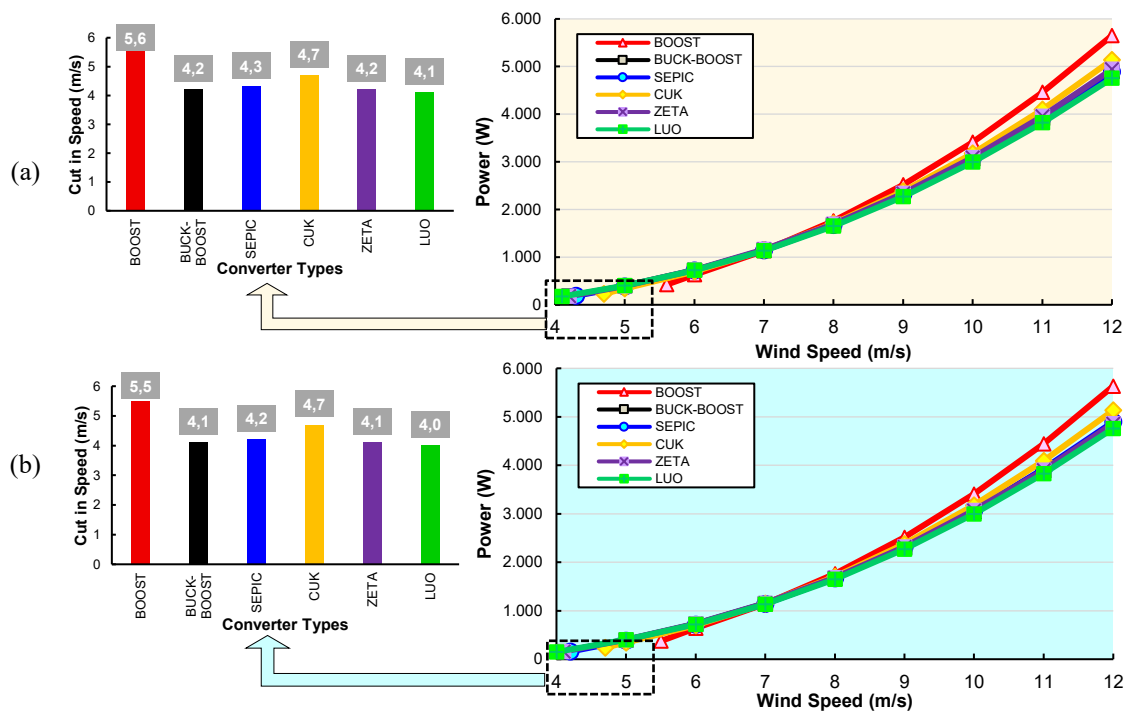 (a)
Cut in Speed (m/s)
6
5
4
3
2
1
0
5,6
4,2
4,3
4,7
4,2
4,1
BOOST
BUCK-
BOOST
SEPIC
CUK
ZETA
LUO
Converter Types
Power (W)
6.000
5.000
4.000
3.000
2.000
1.000
0
BOOST
BUCK-BOOST
SEPIC
CUK
ZETA
LUO
4 5 6 7 8 9 10 11 12
Wind Speed (m/s)
(b)
Cut in Speed (m/s)
6
5
4
3
2
1
0
5,5
4,1
4,2
4,7
4,1
4,0
BOOST
BUCK-
BOOST
SEPIC
CUK
ZETA
LUO
Converter Types
Power (W)
6.000
5.000
4.000
3.000
2.000
1.000
0
BOOST
BUCK-BOOST
SEPIC
CUK
ZETA
LUO
4 5 6 7 8 9 10 11 12
Wind Speed (m/s)